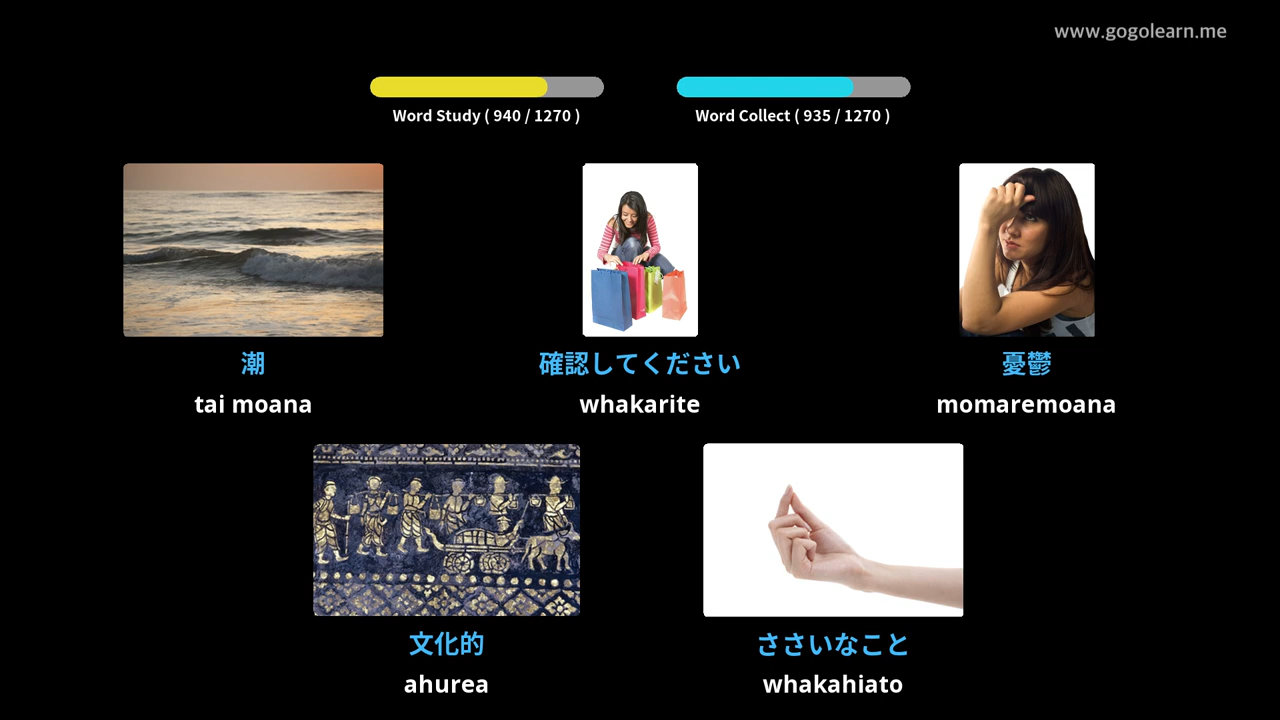 www.gogolearn.me
Word Study ( 940 / 1270 )
Word Collect ( 935 / 1270 )
潮
tai moana
確認してください
whakarite
憂鬱
momaremoana
文化的
ahurea
ささいなこと
whakahiato